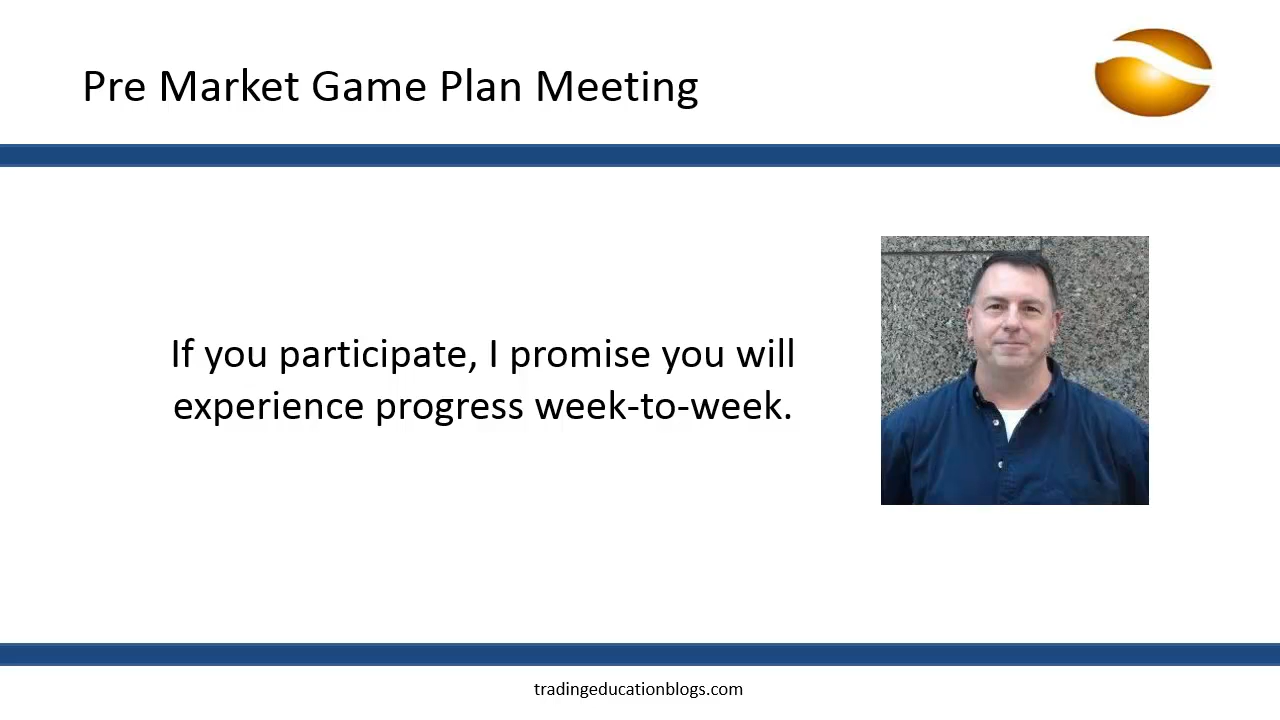 Pre Market Game Plan Meeting
If you participate, I promise you will
experience progress week-to-week.
tradingeducationblogs.com